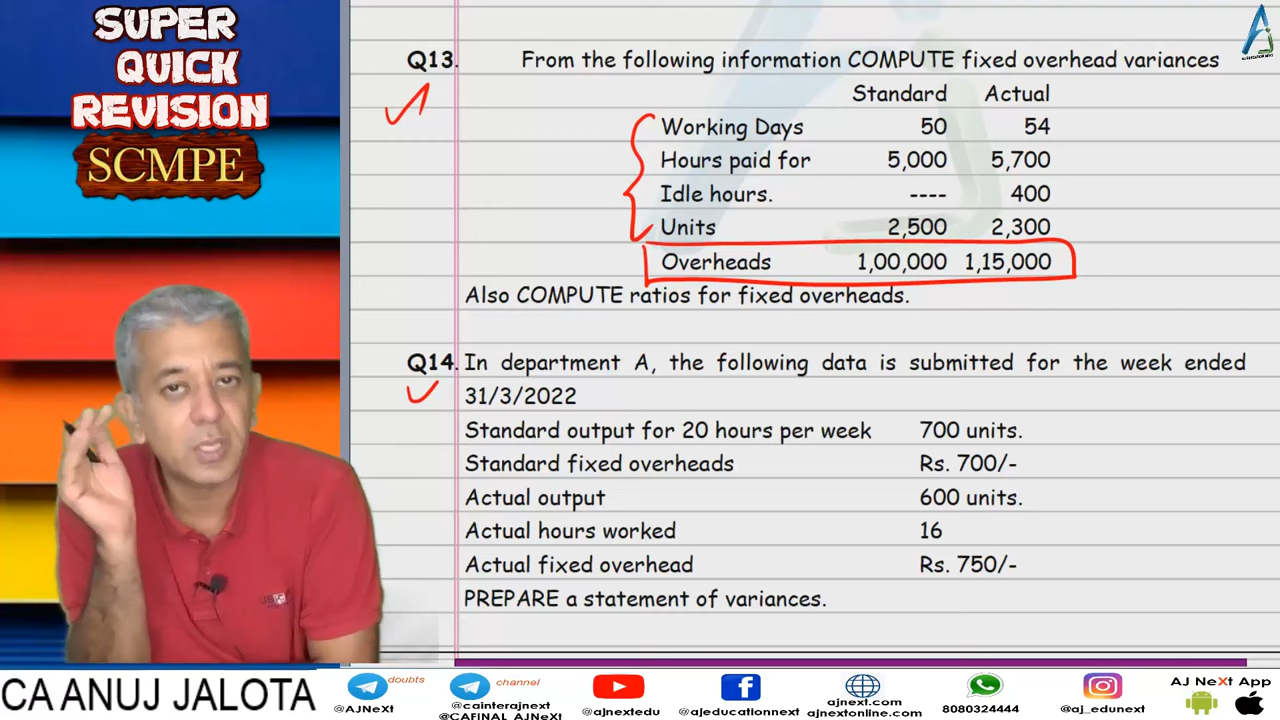 SUPER
QUICK
REVISION
SCMPE
Q13. From the following information COMPUTE fixed overhead variances
Standard Actual
Working Days 50 54
Hours paid for 5,000 5,700
Idle hours. ---- 400
Units 2,500 2,300
Overheads 1,00,000 1,15,000
Also COMPUTE ratios for fixed overheads.
Q14. In department A, the following data is submitted for the week ended
31/3/2022
Standard output for 20 hours per week 700 units.
Standard fixed overheads Rs. 700/-
Actual output 600 units.
Actual hours worked 16
Actual fixed overhead Rs. 750/-
PREPARE a statement of variances.
CA ANUJ JALOTA
doubts
@AJNeXt
channel
@cainterajnext
@CAFINAL_AJNeXt
@ajnextedu
@ajeducationnext
ajnext.com
ajnextonline.com
8080324444
@aj_edunext
AJ NeXt App